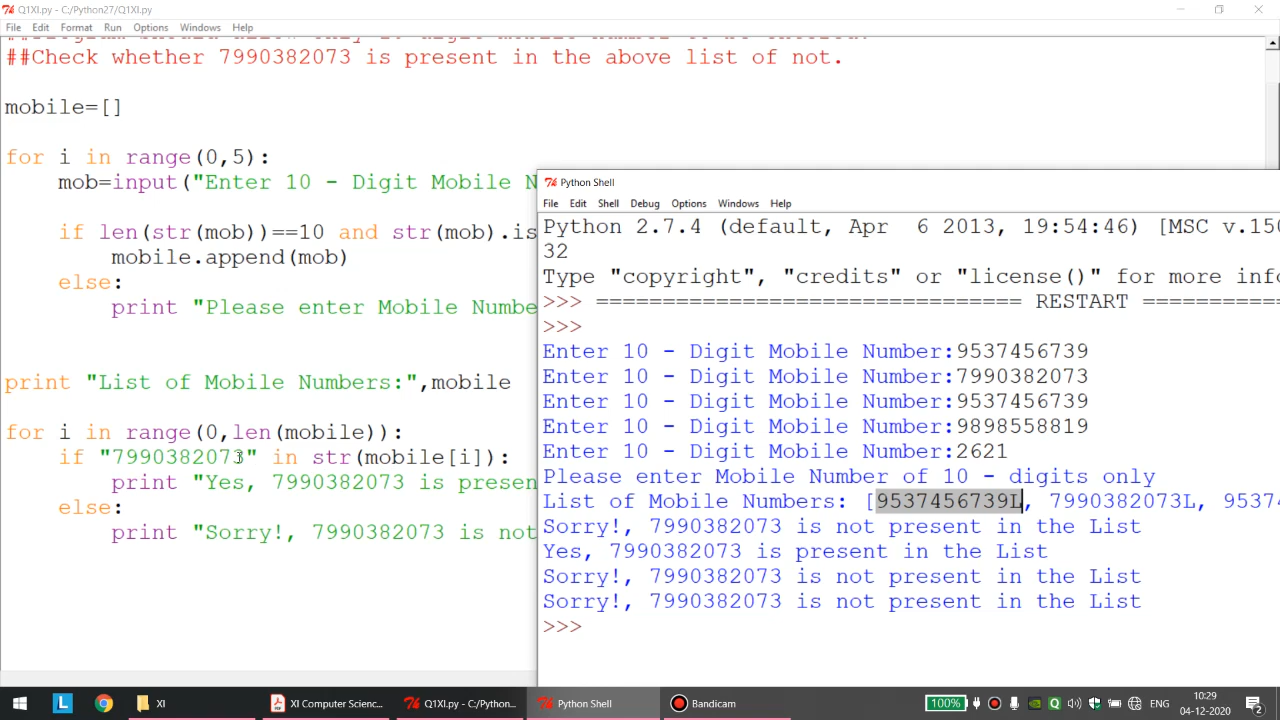 Q1XI.py - C:/Python27/Q1XI.py
File Edit Format Run Options Windows Help
##Check whether 7990382073 is present in the above list of not.
mobile=[]
for i in range(0,5):
mob=input("Enter 10 - Digit Mobile N
if len(str(mob))==10 and str(mob).is
mobile.append(mob)
else:
print "Please enter Mobile Numbe
print "List of Mobile Numbers:",mobile
for i in range(0,len(mobile)):
if "7990382073" in str(mobile[i]):
print "Yes, 7990382073 is presen
else:
print "Sorry!, 7990382073 is not
Python Shell
File Edit Shell Debug Options Windows Help
Python 2.7.4 (default, Apr  6 2013, 19:54:46) [MSC v.150
32
Type "copyright", "credits" or "license()" for more info
>>> ================================ RESTART ==========
>>>
Enter 10 - Digit Mobile Number:9537456739
Enter 10 - Digit Mobile Number:7990382073
Enter 10 - Digit Mobile Number:9537456739
Enter 10 - Digit Mobile Number:9898558819
Enter 10 - Digit Mobile Number:2621
Please enter Mobile Number of 10 - digits only
List of Mobile Numbers: [9537456739L, 7990382073L, 95374
Sorry!, 7990382073 is not present in the List
Yes, 7990382073 is present in the List
Sorry!, 7990382073 is not present in the List
Sorry!, 7990382073 is not present in the List
>>>
L XI XI Computer Scienc... Q1XI.py - C:/Python... Python Shell Bandicam 100% ENG 10:29
04-12-2020 2